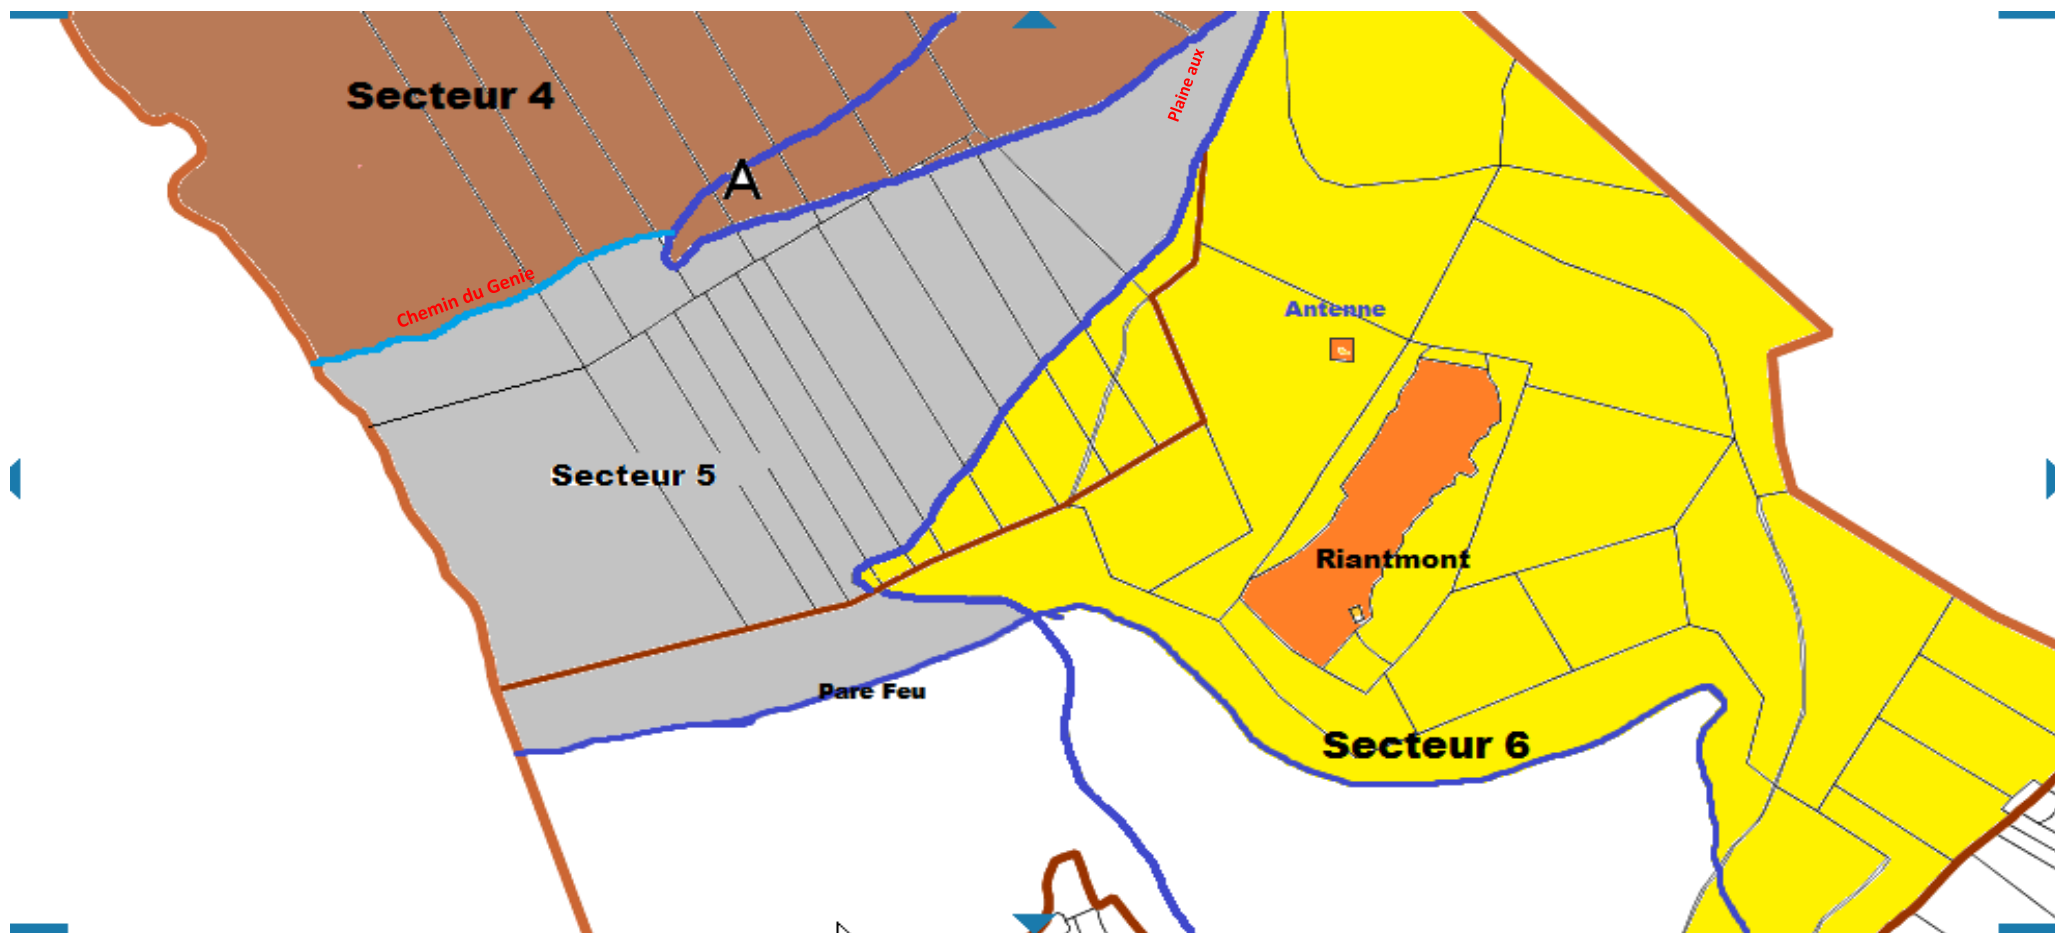 Secteur 4
Plaine aux
A
Chemin du Genie
Antenne
Secteur 5
Riantmont
Pare Feu
Secteur 6